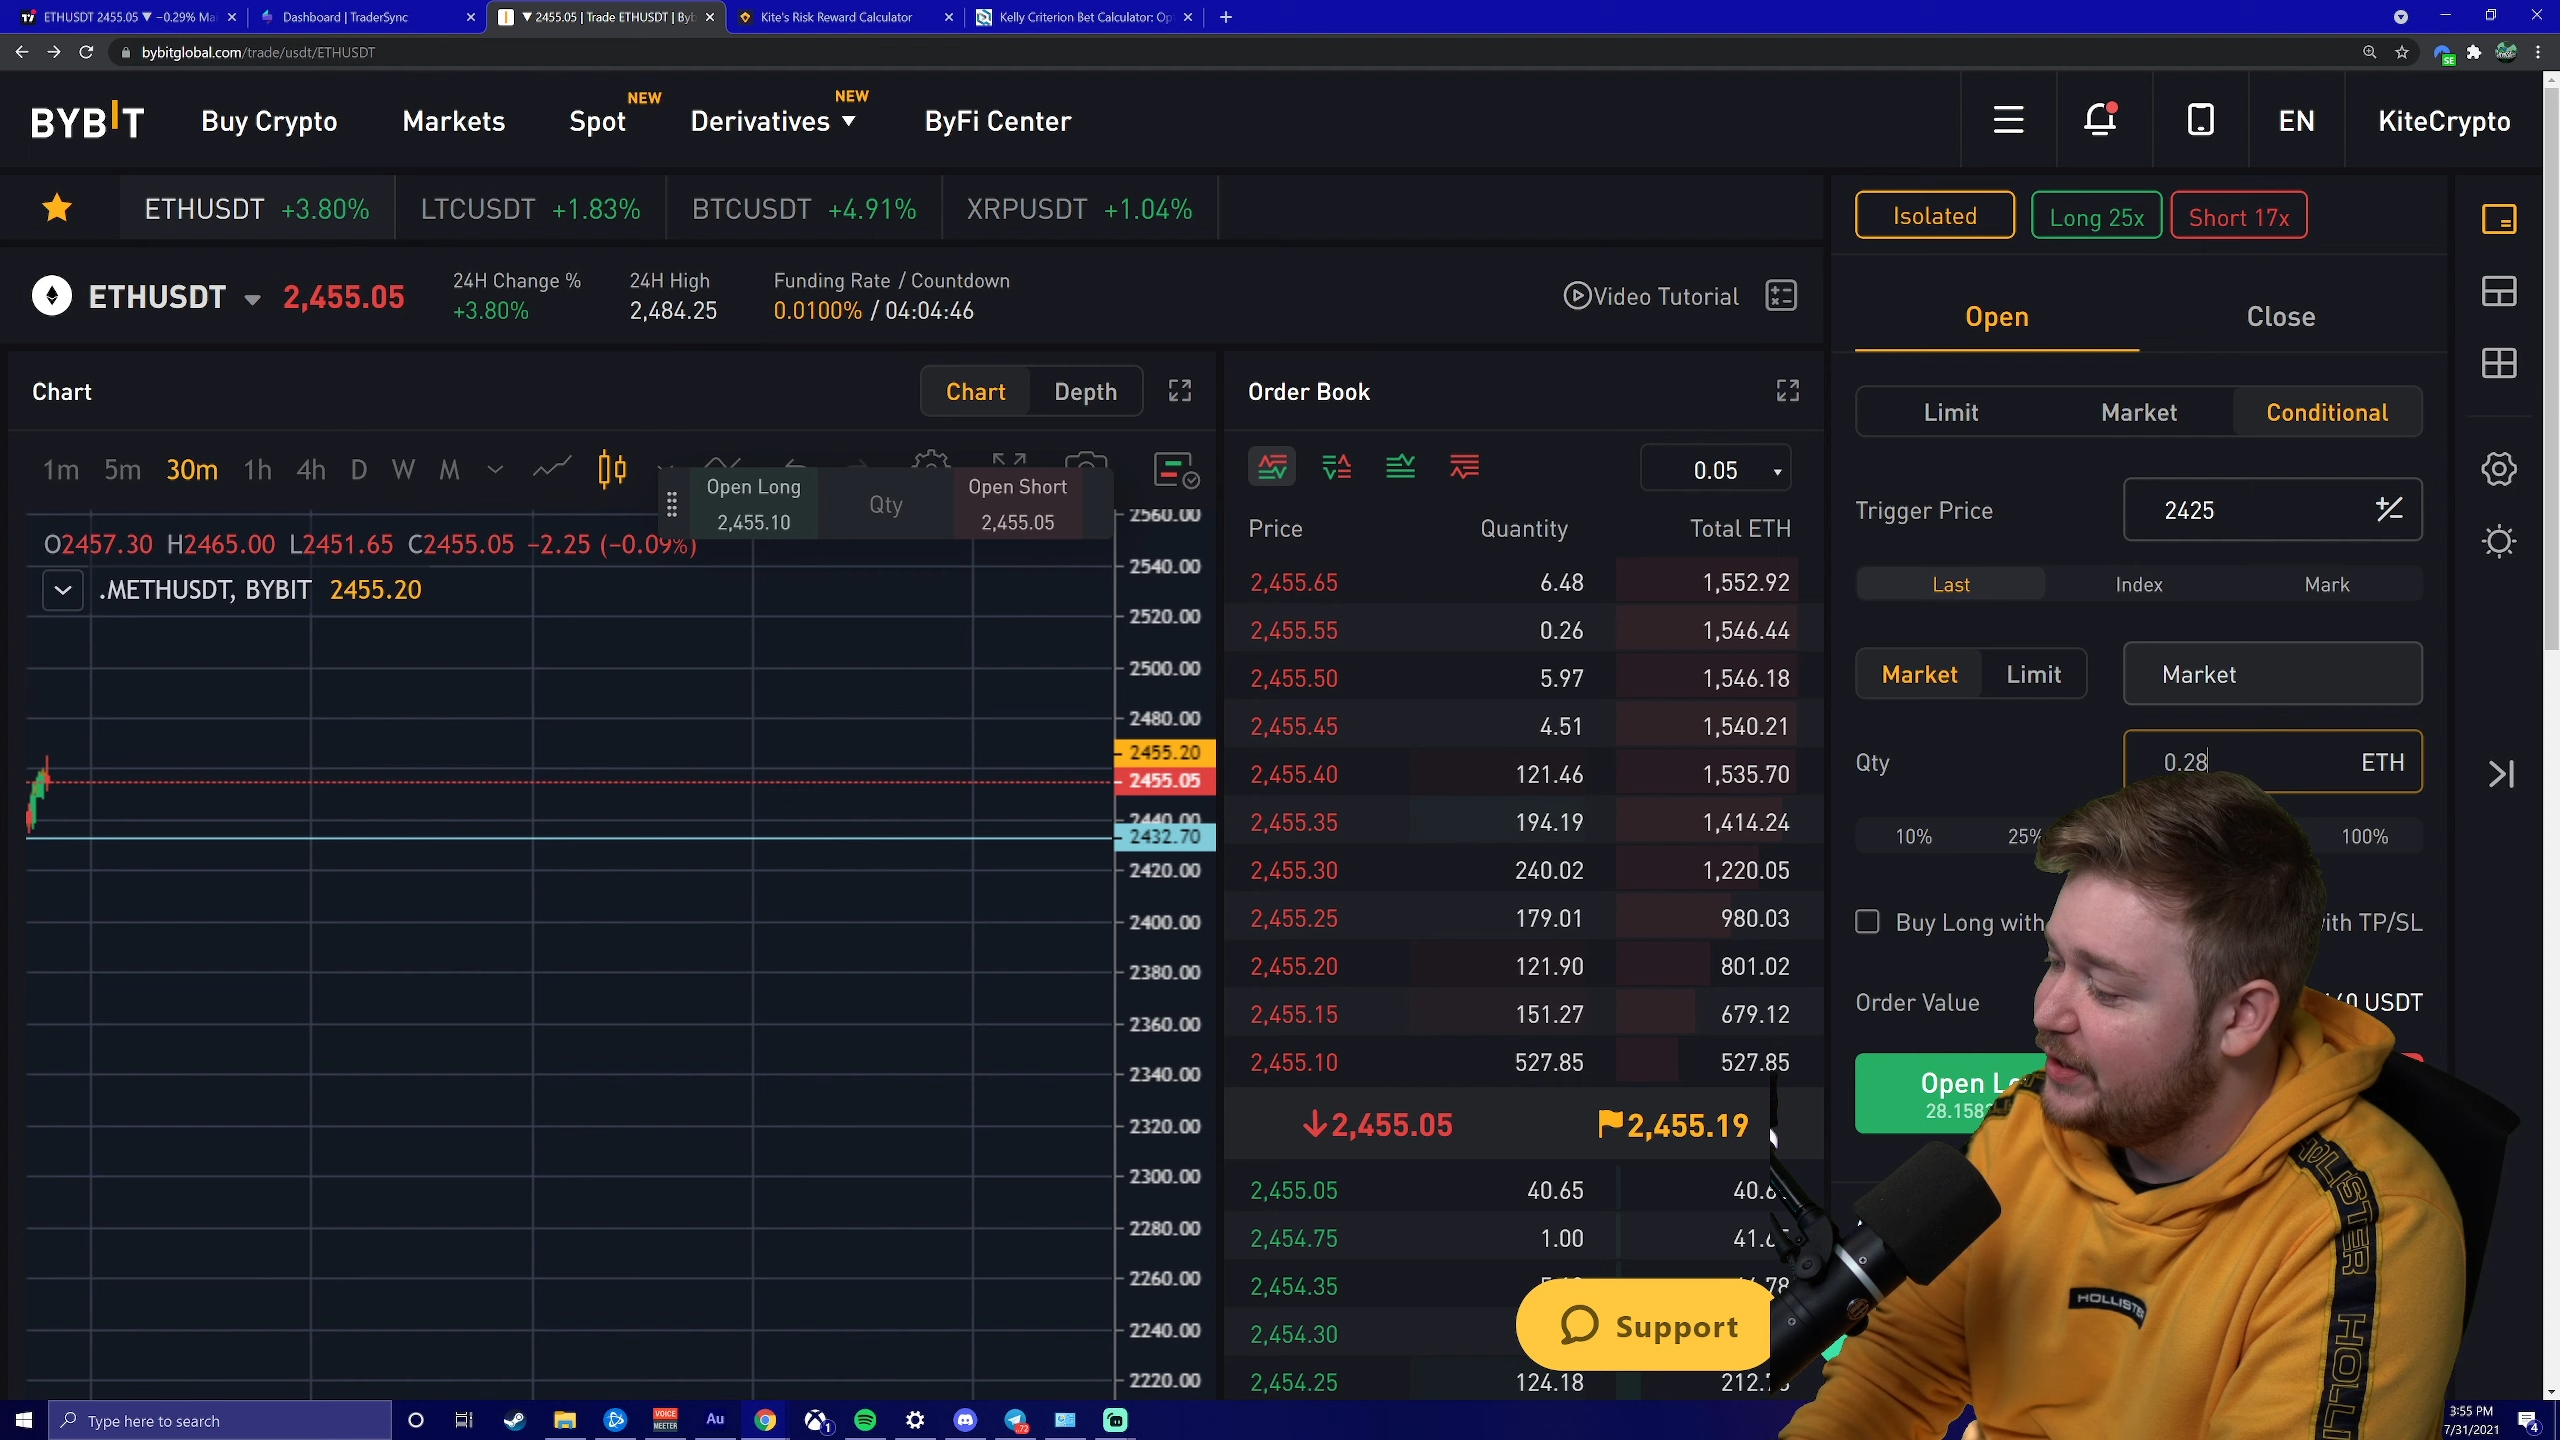 ETHUSDT 2455.05 ▼ −0.29%
Dashboard | TraderSync
▼ 2455.05 | Trade ETHUSDT | Byb
Kite's Risk Reward Calculator
Kelly Criterion Bet Calculator: Op
bybitglobal.com/trade/usdt/ETHUSDT
SE
BYBIT
Buy Crypto
Markets
Spot
NEW
Derivatives
NEW
ByFi Center
EN
KiteCrypto
ETHUSDT +3.80%
LTCUSDT +1.83%
BTCUSDT +4.91%
XRPUSDT +1.04%
ETHUSDT
2,455.05
24H Change %
+3.80%
24H High
2,484.25
Funding Rate / Countdown
0.0100% / 04:04:46
Video Tutorial
Chart
Chart
Depth
1m 5m 30m 1h 4h D W M
Open Long
2,455.10
Qty
Open Short
2,455.05
O2457.30 H2465.00 L2451.65 C2455.05 −2.25 (−0.09%)
.METHUSDT, BYBIT 2455.20
2560.00
2540.00
2520.00
2500.00
2480.00
2455.20
2455.05
2440.00
2432.70
2420.00
2400.00
2380.00
2360.00
2340.00
2320.00
2300.00
2280.00
2260.00
2240.00
2220.00
Order Book
0.05
Price Quantity Total ETH
2,455.65 6.48 1,552.92
2,455.55 0.26 1,546.44
2,455.50 5.97 1,546.18
2,455.45 4.51 1,540.21
2,455.40 121.46 1,535.70
2,455.35 194.19 1,414.24
2,455.30 240.02 1,220.05
2,455.25 179.01 980.03
2,455.20 121.90 801.02
2,455.15 151.27 679.12
2,455.10 527.85 527.85
↓2,455.05 2,455.19
2,455.05 40.65
2,454.75 1.00
2,454.35
2,454.30
2,454.25 124.18
Support
Isolated
Long 25x
Short 17x
Open
Close
Limit
Market
Conditional
Trigger Price
2425
Last
Index
Mark
Market
Limit
Market
Qty
0.28
ETH
10%
25%
100%
Buy Long with
with TP/SL
Order Value
USDT
Open
HOLLISTER
HOLLISTER
Type here to search
VOICE
MEETER
Au
1
72
3:55 PM
7/31/2021
4